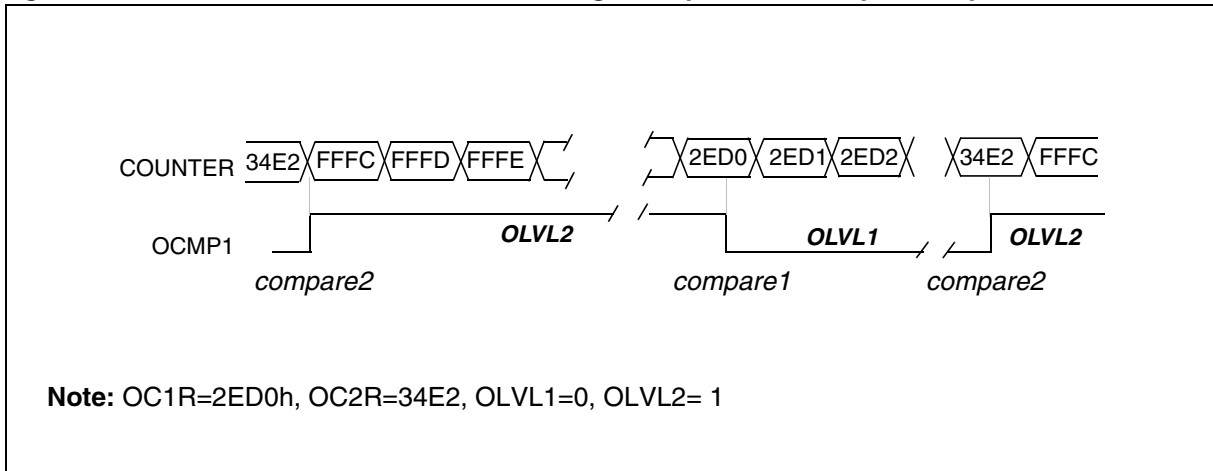 COUNTER 34E2 FFFC FFFD FFFE 2ED0 2ED1 2ED2 34E2 FFFC
OCMP1 OLVL2 OLVL1 OLVL2
compare2 compare1 compare2
Note: OC1R=2ED0h, OC2R=34E2, OLVL1=0, OLVL2= 1